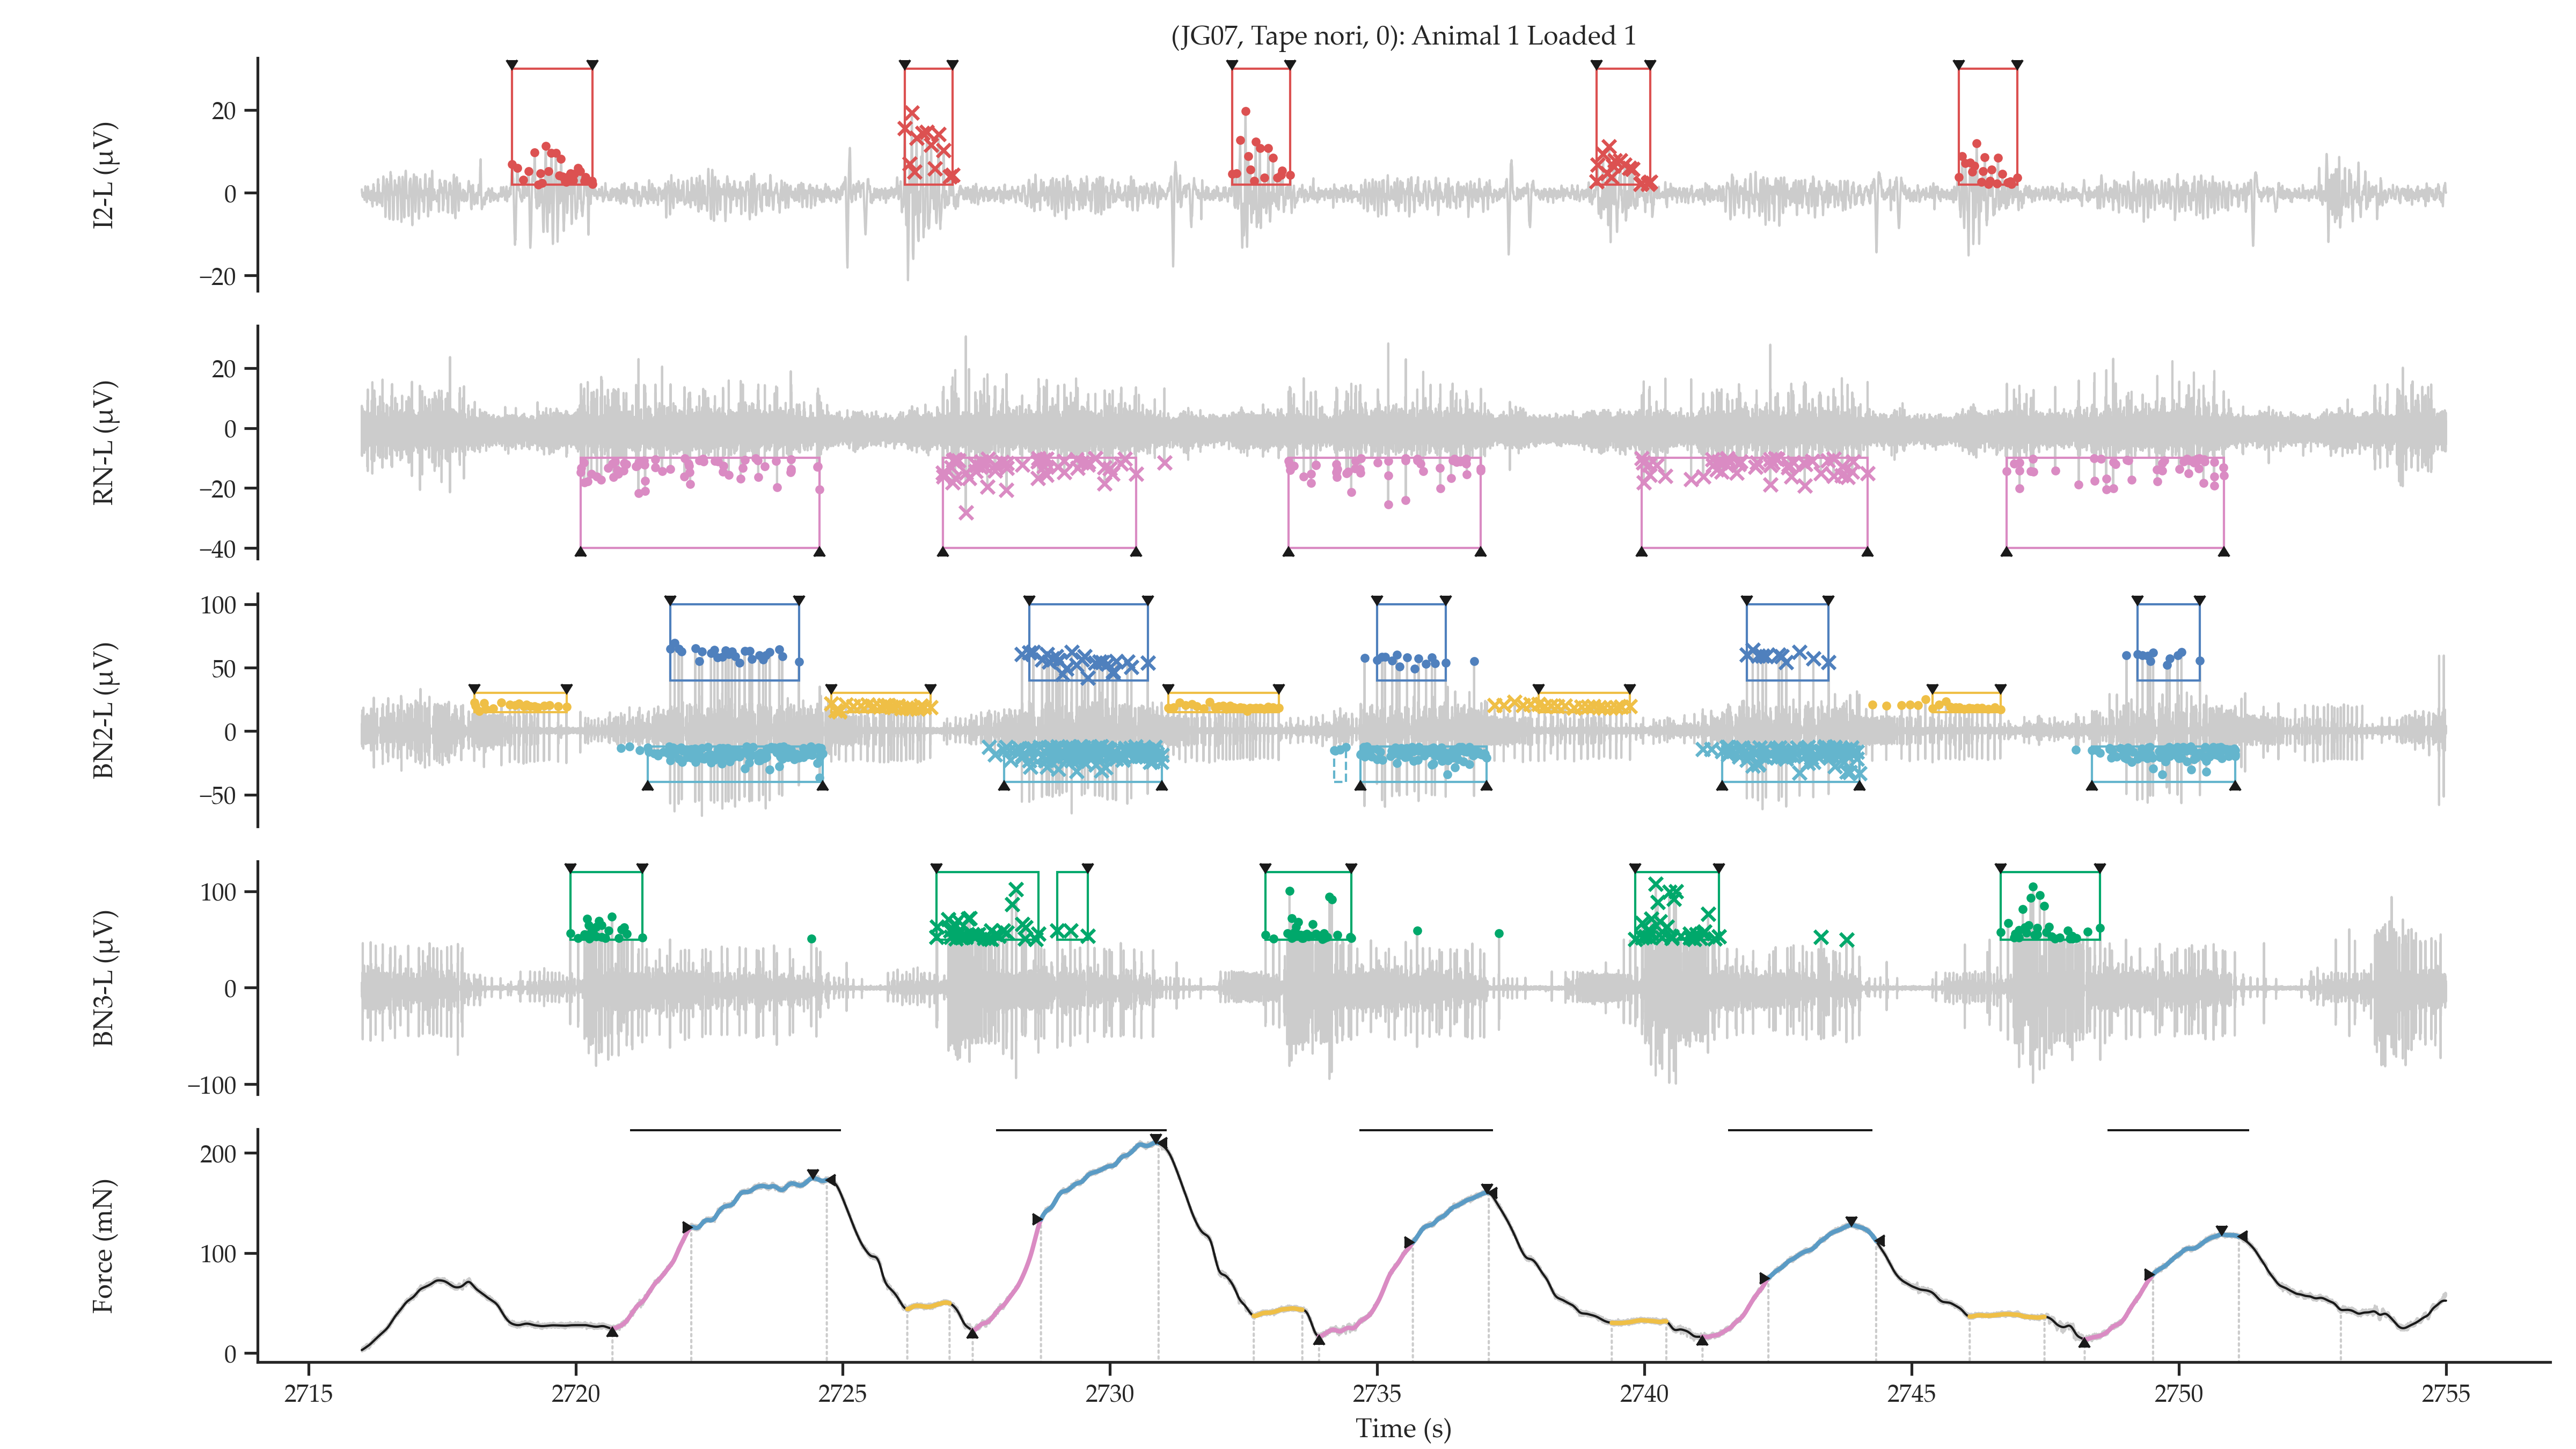 (JG07, Tape nori, 0): Animal 1 Loaded 1
I2-L (µV)
20
0
−20
RN-L (µV)
20
0
−20
−40
BN2-L (µV)
100
50
0
−50
BN3-L (µV)
100
0
−100
Force (mN)
200
100
0
2715 2720 2725 2730 2735 2740 2745 2750 2755
Time (s)